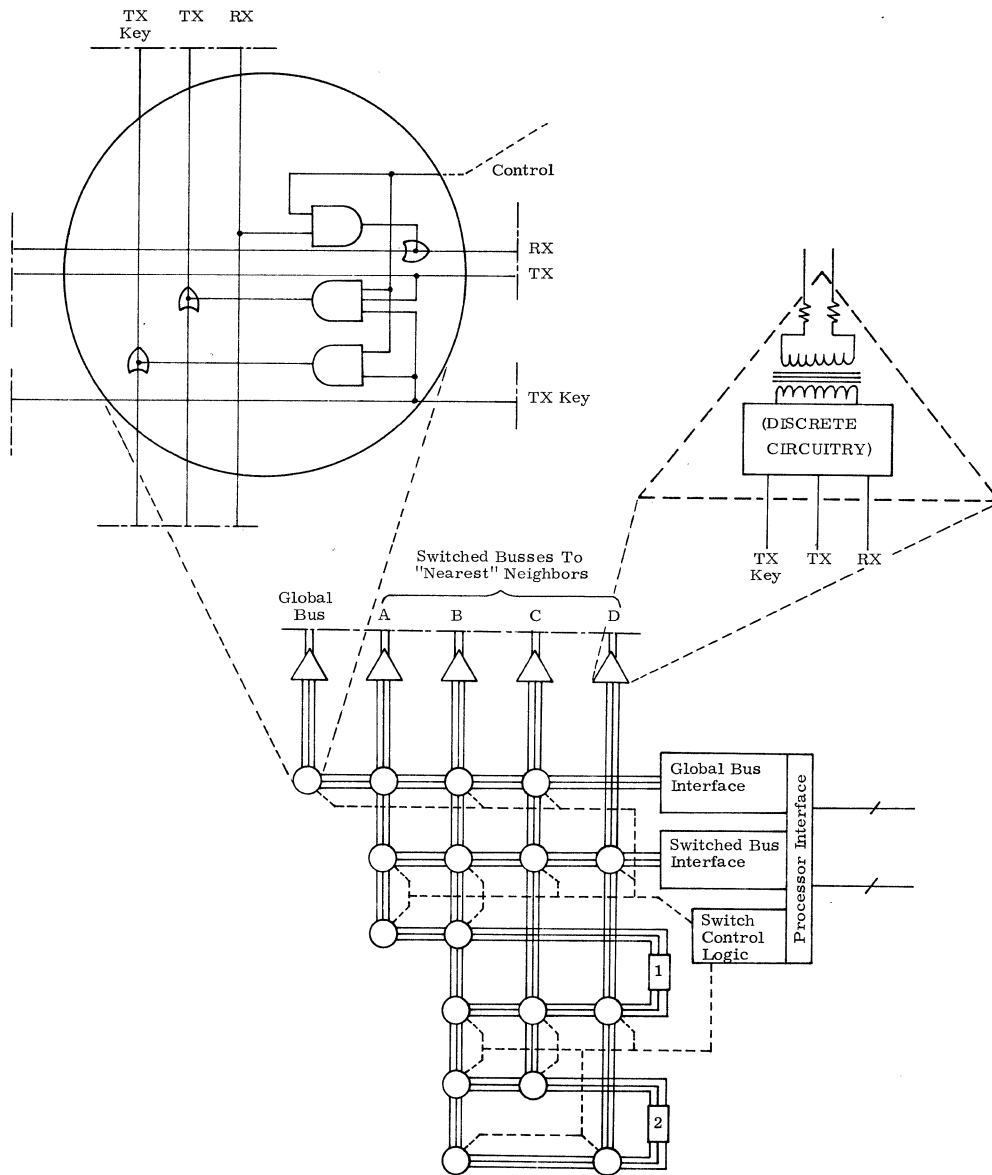 TX
Key
TX
RX
Control
RX
TX
TX Key
(DISCRETE
CIRCUITRY)
TX
Key
TX
RX
Switched Busses To
"Nearest" Neighbors
Global
Bus
A
B
C
D
Global Bus
Interface
Switched Bus
Interface
Switch
Control
Logic
Processor Interface
1
2